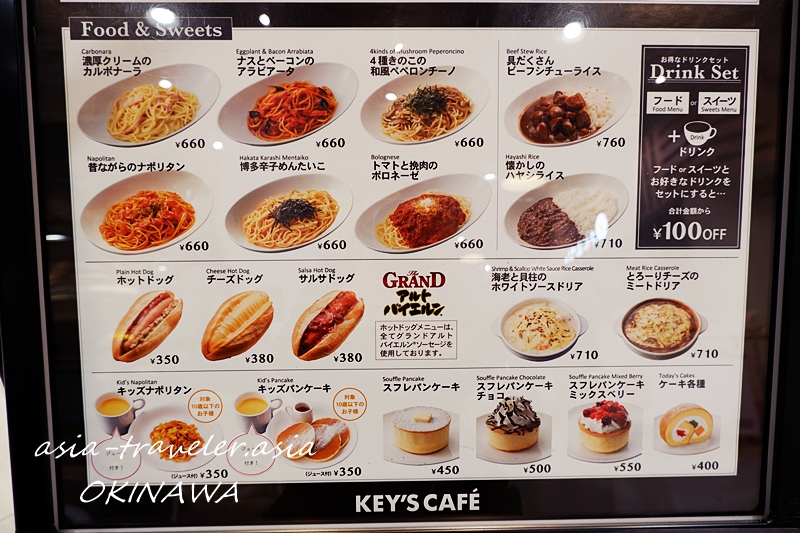 Food & Sweets
Carbonara
濃厚クリームの
カルボナーラ
¥660
Eggplant & Bacon Arrabiata
ナスとベーコンの
アラビアータ
¥660
4kinds of Mushroom Peperoncino
4種きのこの
和風ペペロンチーノ
¥660
Beef Stew Rice
具だくさん
ビーフシチューライス
¥760
お得なドリンクセット
Drink Set
フード or スイーツ
Food Menu Sweets Menu
+ Drink
ドリンク
フード or スイーツと
お好きなドリンクを
セットにすると…
合計金額から
¥100OFF
Napolitan
昔ながらのナポリタン
¥660
Hakata Karashi Mentaiko
博多辛子めんたいこ
¥660
Bolognese
トマトと挽肉の
ボロネーゼ
¥660
Hayashi Rice
懐かしの
ハヤシライス
¥710
Plain Hot Dog
ホットドッグ
¥350
Cheese Hot Dog
チーズドッグ
¥380
Salsa Hot Dog
サルサドッグ
¥380
The
GRAND
アルト
バイエルン
ホットドッグメニューは、
全てグランドアルト
バイエルン®ソーセージを
使用しております。
Shrimp & Scallop White Sauce Rice Casserole
海老と貝柱の
ホワイトソースドリア
¥710
Meat Rice Casserole
とろーりチーズの
ミートドリア
¥710
Kid's Napolitan
キッズナポリタン
対象
10歳以下の
お子様
付き!
(ジュース付) ¥350
Kid's Pancake
キッズパンケーキ
対象
10歳以下の
お子様
付き!
(ジュース付) ¥350
Souffle Pancake
スフレパンケーキ
¥450
Souffle Pancake Chocolate
スフレパンケーキ
チョコ
¥500
Souffle Pancake Mixed Berry
スフレパンケーキ
ミックスベリー
¥550
Today's Cakes
ケーキ各種
¥400
asia-traveler.asia
OKINAWA
KEY'S CAFÉ